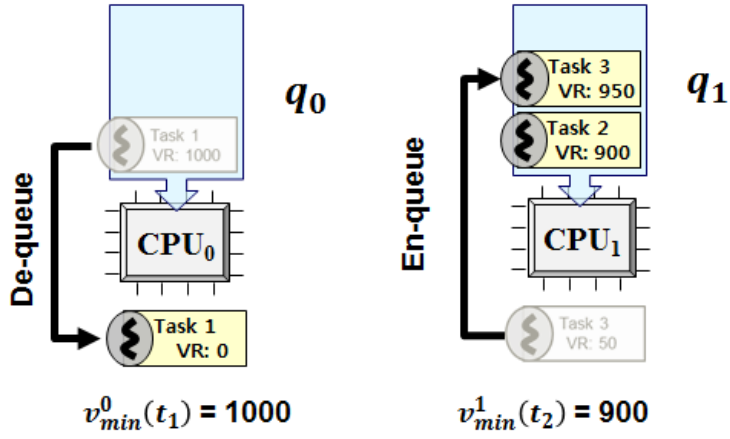 q₀
Task 1
VR: 1000
De-queue
CPU₀
Task 1
VR: 0
v⁰ₘᵢₙ(t₁) = 1000
Task 3
VR: 950
q₁
Task 2
VR: 900
En-queue
CPU₁
Task 3
VR: 50
v¹ₘᵢₙ(t₂) = 900